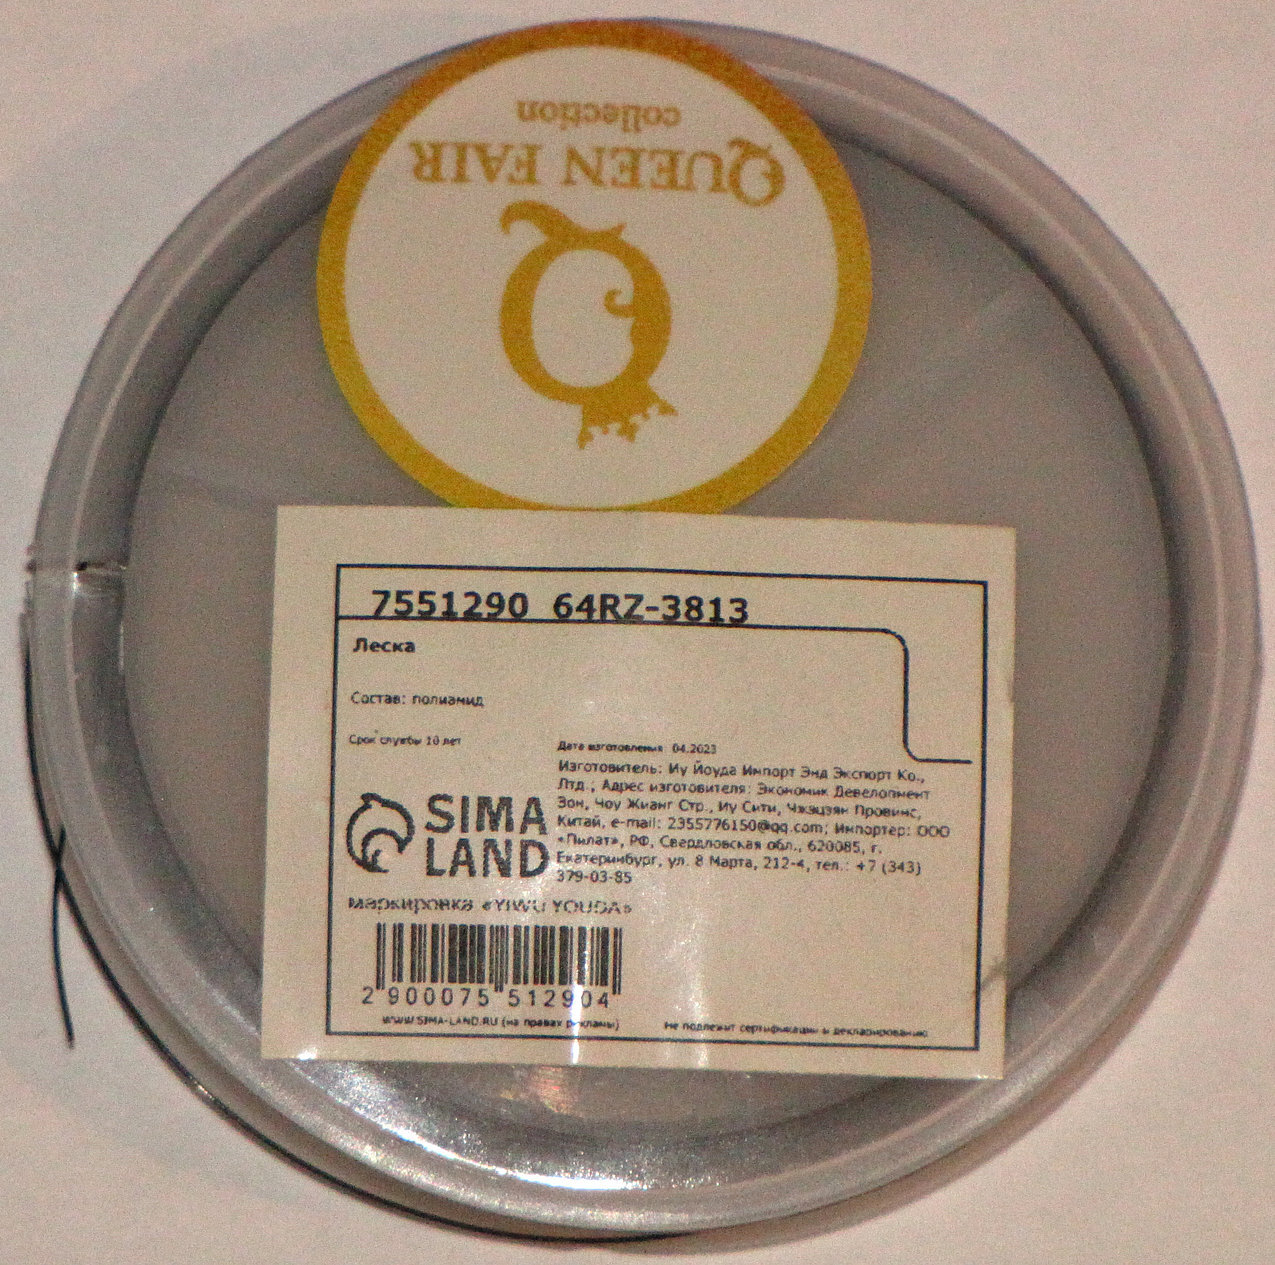 QUEEN FAIR
collection
7551290 64RZ-3813
Леска
Состав: полиамид
Срок службы 10 лет
Дата изготовления 04.2023
Изготовитель: Иу Йоуда Импорт Энд Экспорт Ко.,
Лтд., Адрес изготовителя: Экономик Девелопмент
Зон, Чоу Жианг Стр., Иу Сити, Чжэцзян Провинс,
Китай, e-mail: 2355776150@qq.com; Импортер: ООО
«Пилат», РФ, Свердловская обл., 620085, г.
Екатеринбург, ул. 8 Марта, 212-4, тел.: +7 (343)
379-03-85
SIMA
LAND
маркировка «YIWU YOUDA»
2 900075 512904
WWW.SIMA-LAND.RU (на правах рекламы)
Не подлежит сертификации и декларированию